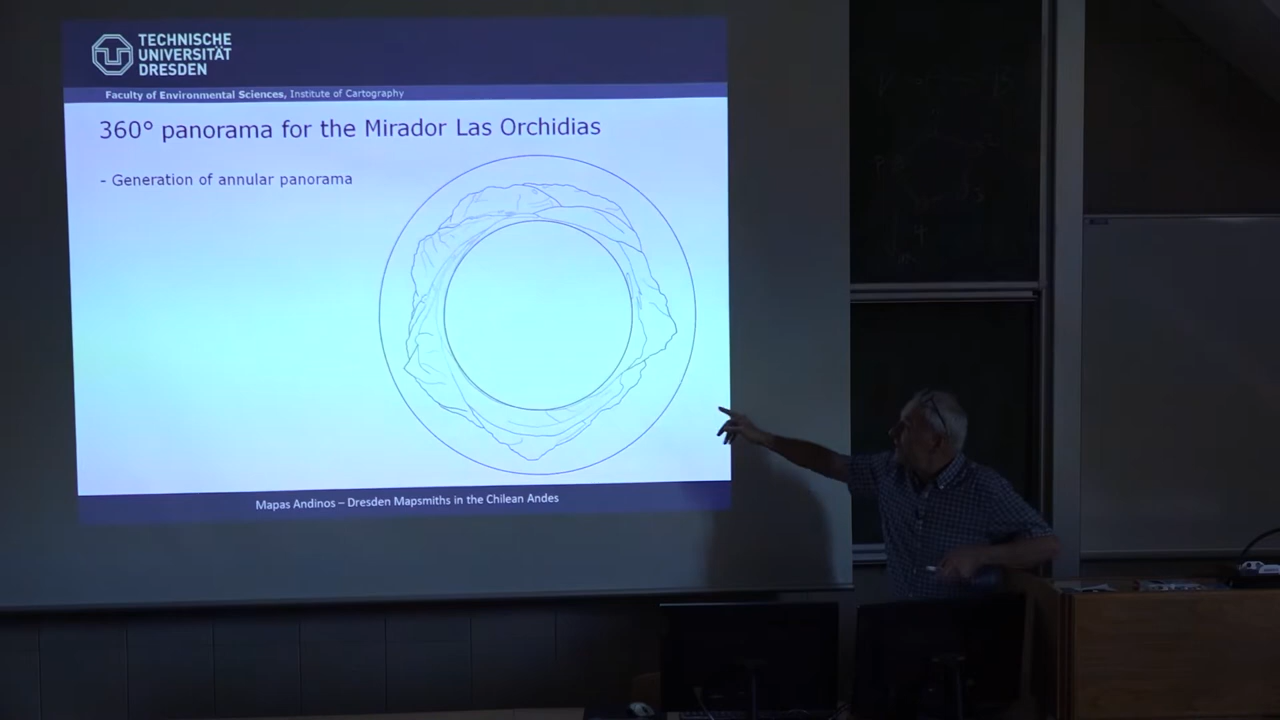 TECHNISCHE
UNIVERSITÄT
DRESDEN
Faculty of Environmental Sciences, Institute of Cartography
360° panorama for the Mirador Las Orchidias
- Generation of annular panorama
Mapas Andinos – Dresden Mapsmiths in the Chilean Andes